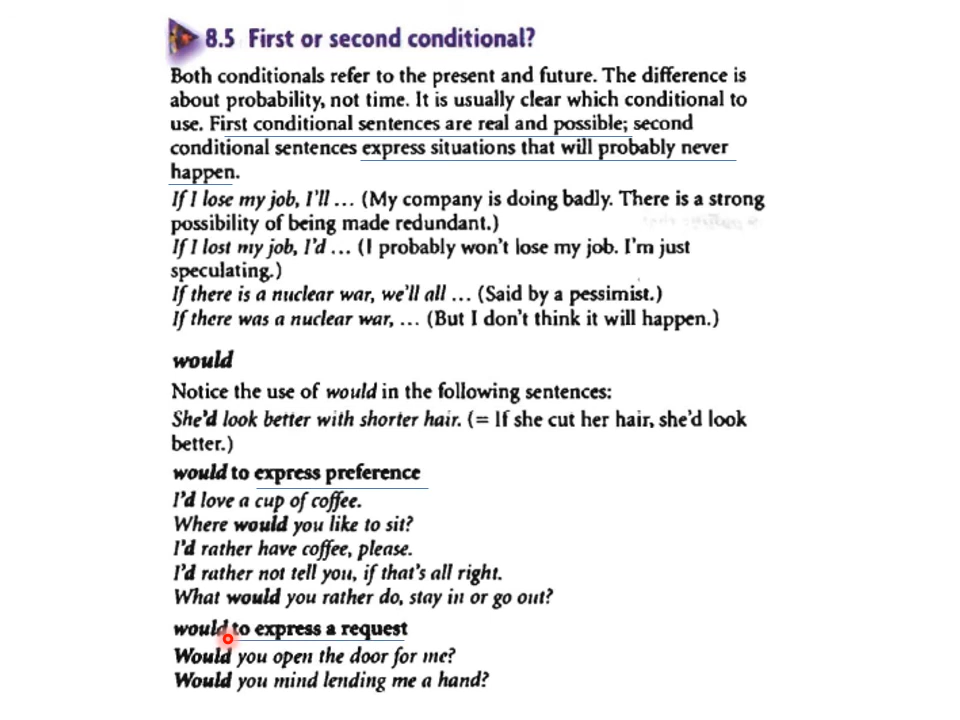 8.5 First or second conditional?
Both conditionals refer to the present and future. The difference is
about probability, not time. It is usually clear which conditional to
use. First conditional sentences are real and possible; second
conditional sentences express situations that will probably never
happen.
If I lose my job, I'll ... (My company is doing badly. There is a strong
possibility of being made redundant.)
If I lost my job, I'd ... (I probably won't lose my job. I'm just
speculating.)
If there is a nuclear war, we'll all ... (Said by a pessimist.)
If there was a nuclear war, ... (But I don't think it will happen.)
would
Notice the use of would in the following sentences:
She'd look better with shorter hair. (= If she cut her hair, she'd look
better.)
would to express preference
I'd love a cup of coffee.
Where would you like to sit?
I'd rather have coffee, please.
I'd rather not tell you, if that's all right.
What would you rather do, stay in or go out?
would to express a request
Would you open the door for me?
Would you mind lending me a hand?